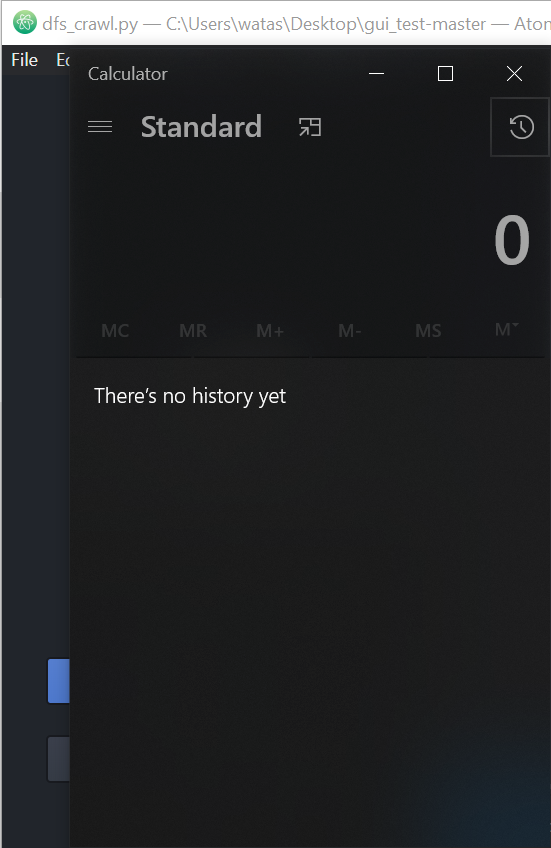 dfs_crawl.py — C:\Users\watas\Desktop\gui_test-master — Atom
File
Calculator
Standard
0
MC MR M+ M- MS M
There's no history yet